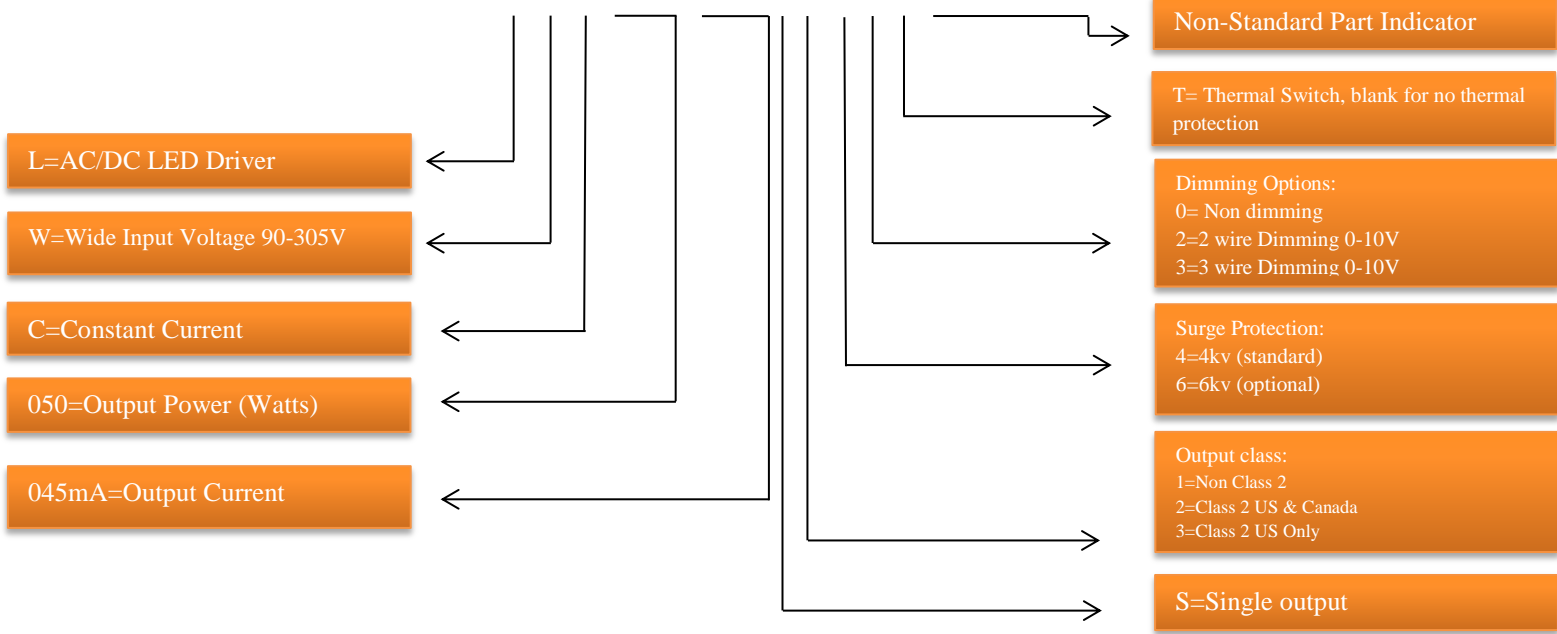 L=AC/DC LED Driver
W=Wide Input Voltage 90-305V
C=Constant Current
050=Output Power (Watts)
045mA=Output Current
Non-Standard Part Indicator
T= Thermal Switch, blank for no thermal
protection
Dimming Options:
0= Non dimming
2=2 wire Dimming 0-10V
3=3 wire Dimming 0-10V
Surge Protection:
4=4kv (standard)
6=6kv (optional)
Output class:
1=Non Class 2
2=Class 2 US & Canada
3=Class 2 US Only
S=Single output